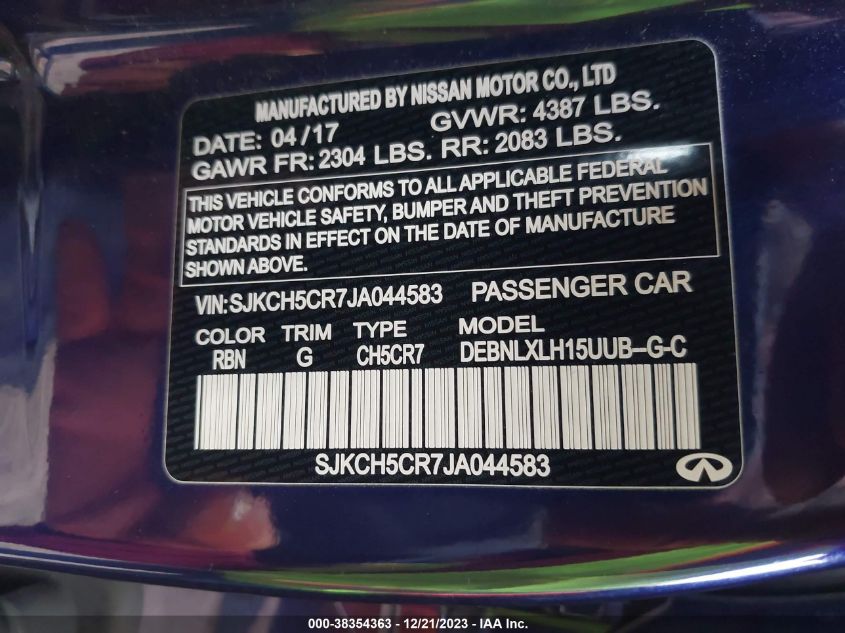 MANUFACTURED BY NISSAN MOTOR CO., LTD
DATE: 04/17 GVWR: 4387 LBS.
GAWR FR: 2304 LBS. RR: 2083 LBS.
THIS VEHICLE CONFORMS TO ALL APPLICABLE FEDERAL
MOTOR VEHICLE SAFETY, BUMPER AND THEFT PREVENTION
STANDARDS IN EFFECT ON THE DATE OF MANUFACTURE
SHOWN ABOVE.
VIN:SJKCH5CR7JA044583 PASSENGER CAR
COLOR TRIM TYPE MODEL
RBN G CH5CR7 DEBNLXLH15UUB-G-C
SJKCH5CR7JA044583
000-38354363 - 12/21/2023 - IAA Inc.